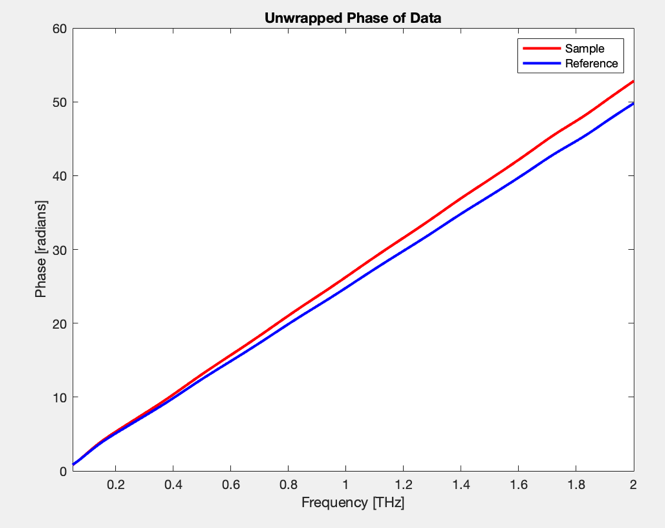 Unwrapped Phase of Data
Sample
Reference
60
50
40
30
20
10
0
Phase [radians]
0.2 0.4 0.6 0.8 1 1.2 1.4 1.6 1.8 2
Frequency [THz]